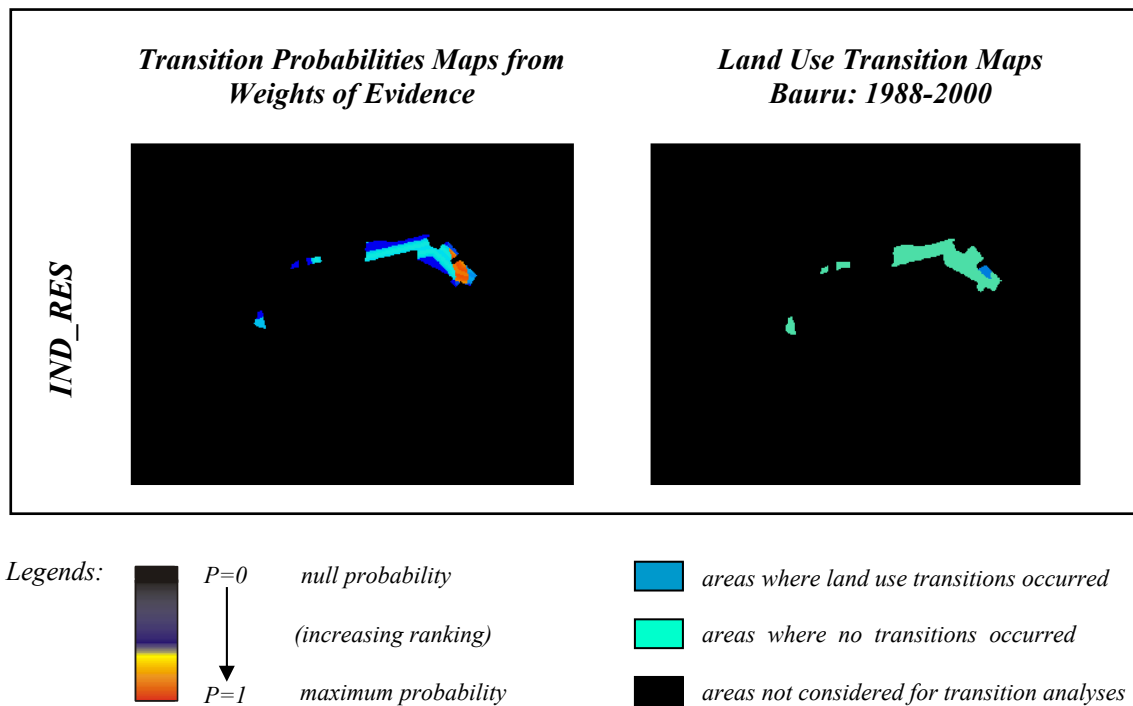 Transition Probabilities Maps from
Weights of Evidence
Land Use Transition Maps
Bauru: 1988-2000
IND_RES
Legends:
P=0 null probability
(increasing ranking)
P=1 maximum probability
areas where land use transitions occurred
areas where no transitions occurred
areas not considered for transition analyses